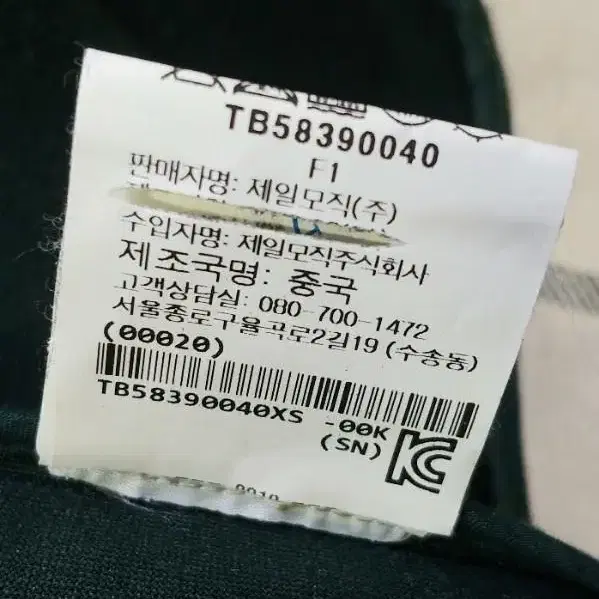 TB58390040
F1
판매자명: 제일모직(주)
수입자명: 제일모직주식회사
제조국명: 중국
고객상담실: 080-700-1472
서울종로구율곡로2길19 (수송동)
(00020)
TB58390040XS -00K
(SN)
KC